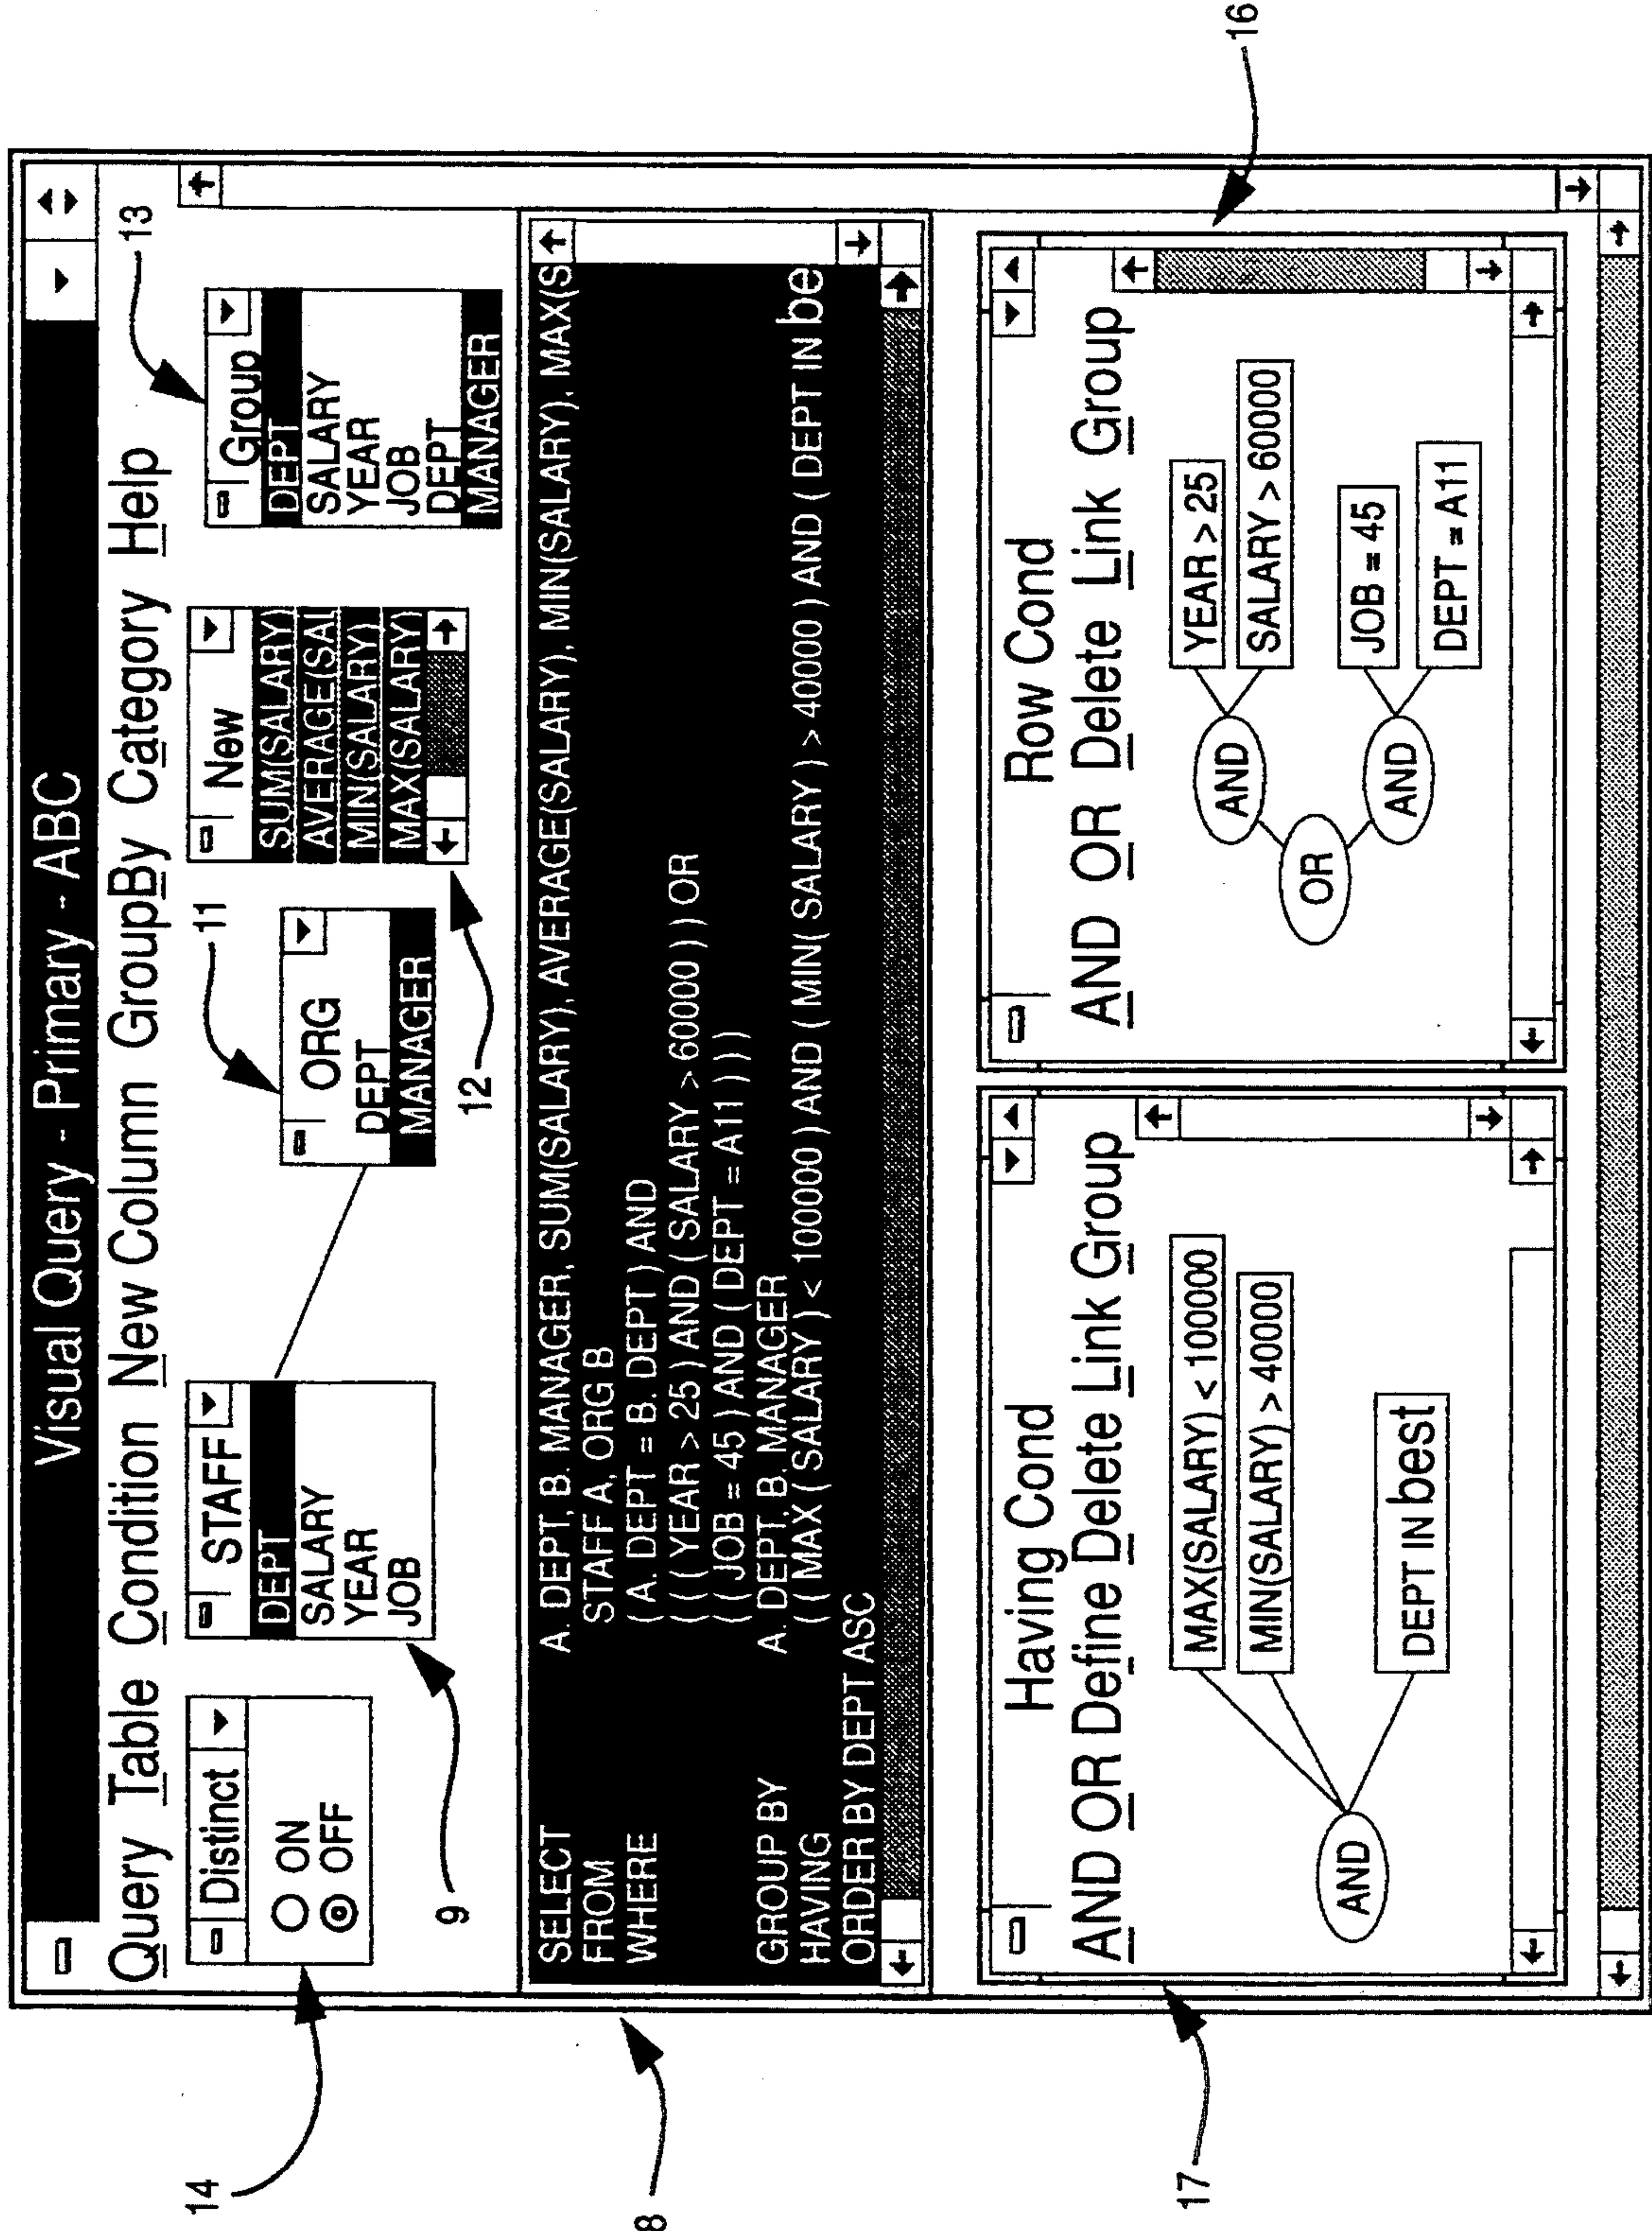 Visual Query - Primary - ABC
Query Table Condition New Column GroupBy Category Help
14
Distinct
ON
OFF
9
STAFF
DEPT
SALARY
YEAR
JOB
11
ORG
DEPT
MANAGER
12
New
SUM(SALARY)
AVERAGE(SAL
MIN(SALARY)
MAX(SALARY)
13
Group
DEPT
SALARY
YEAR
JOB
DEPT
MANAGER
8
SELECT A. DEPT, B. MANAGER, SUM(SALARY), AVERAGE(SALARY), MIN(SALARY), MAX(S
FROM STAFF A, ORG B
WHERE ( A. DEPT = B. DEPT ) AND
( ( ( YEAR > 25 ) AND ( SALARY > 60000 ) ) OR
( ( JOB = 45 ) AND ( DEPT = A11 ) ) )
GROUP BY A. DEPT, B. MANAGER
HAVING ( ( MAX ( SALARY ) < 100000 ) AND ( MIN( SALARY ) > 40000 ) AND ( DEPT IN be
ORDER BY DEPT ASC
17
Having Cond
AND OR Define Delete Link Group
MAX(SALARY) < 100000
MIN(SALARY) > 40000
AND
DEPT IN best
16
Row Cond
AND OR Delete Link Group
YEAR > 25
AND
SALARY > 60000
OR
JOB = 45
AND
DEPT = A11